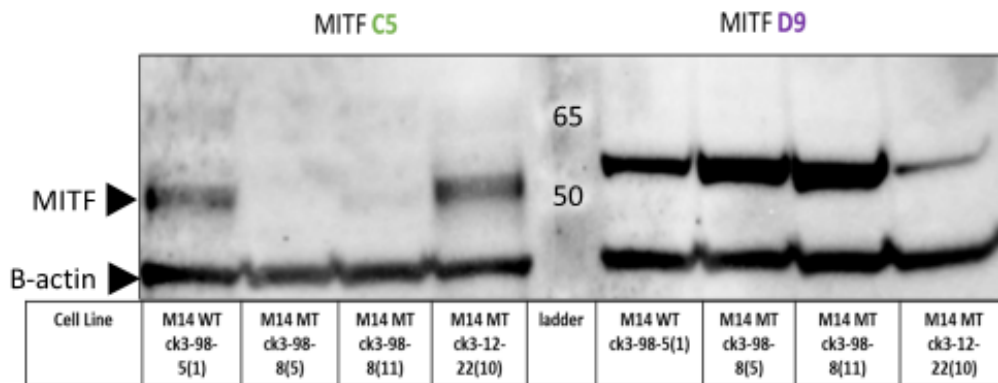 MITF C5
MITF D9
65
MITF
50
B-actin
Cell Line
M14 WT
ck3-98-
5(1)
M14 MT
ck3-98-
8(5)
M14 MT
ck3-98-
8(11)
M14 MT
ck3-12-
22(10)
ladder
M14 WT
ck3-98-5(1)
M14 MT
ck3-98-
8(5)
M14 MT
ck3-98-
8(11)
M14 MT
ck3-12-
22(10)